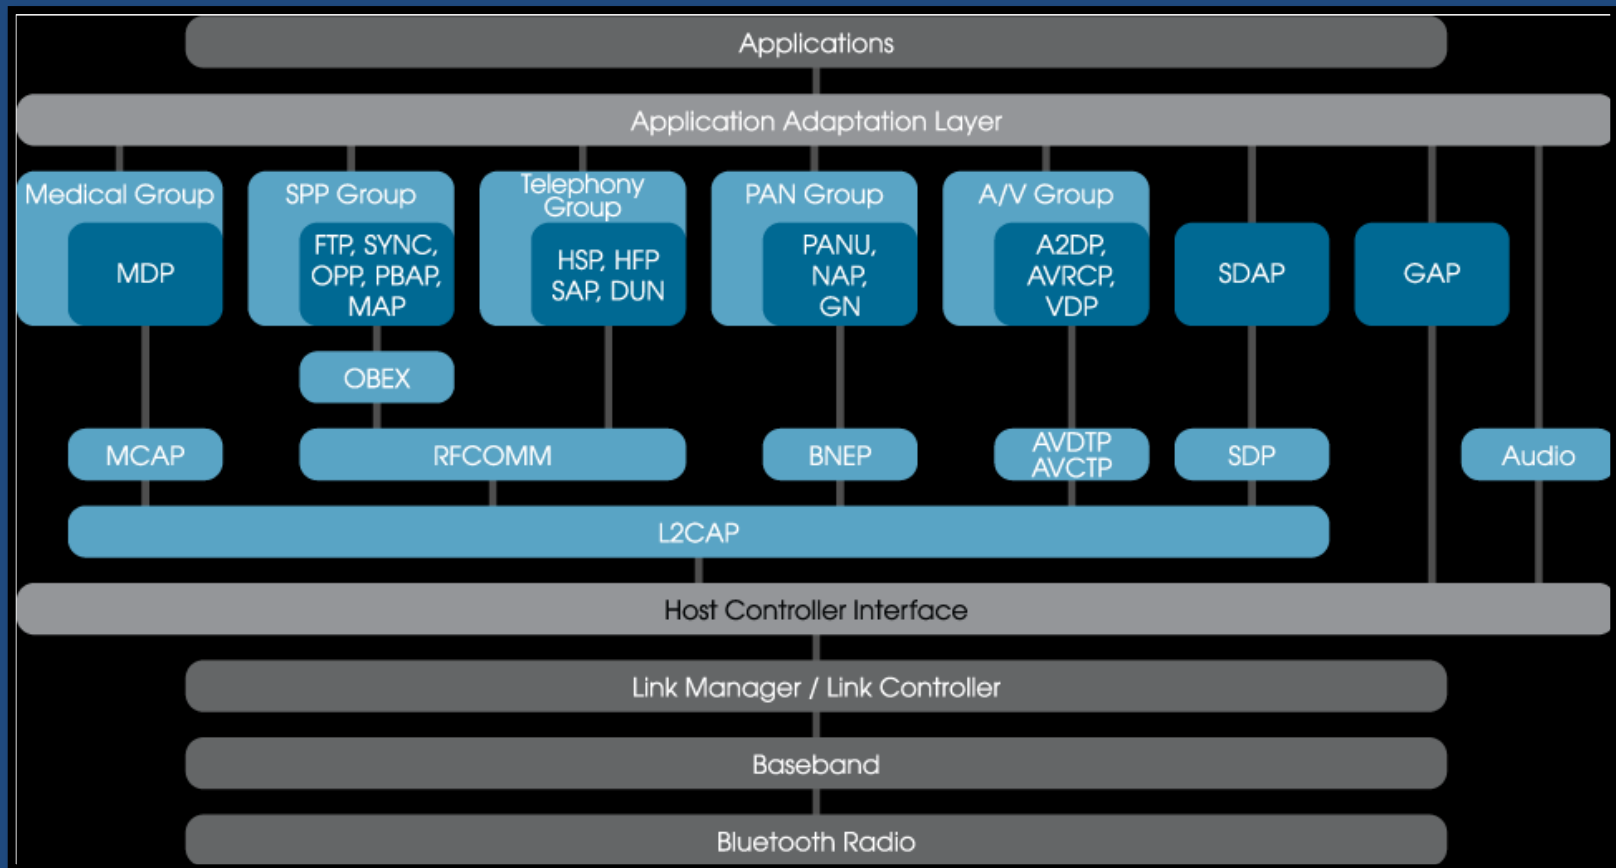 Applications
Application Adaptation Layer
Medical Group
MDP
SPP Group
FTP, SYNC,
OPP, PBAP,
MAP
Telephony
Group
HSP, HFP
SAP, DUN
PAN Group
PANU,
NAP,
GN
A/V Group
A2DP,
AVRCP,
VDP
SDAP
GAP
OBEX
MCAP
RFCOMM
BNEP
AVDTP
AVCTP
SDP
Audio
L2CAP
Host Controller Interface
Link Manager / Link Controller
Baseband
Bluetooth Radio